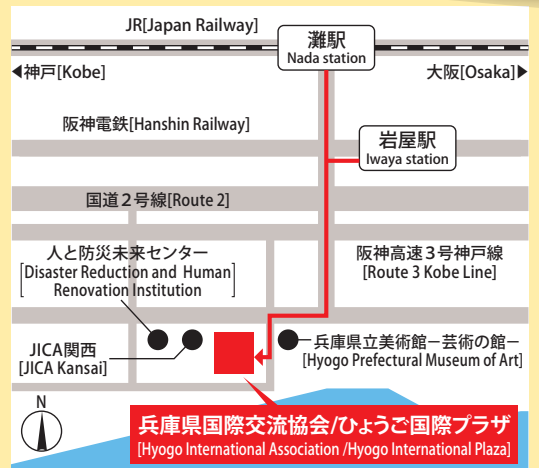 JR[Japan Railway]
灘駅
Nada station
◀神戸[Kobe]
大阪[Osaka]▶
阪神電鉄[Hanshin Railway]
岩屋駅
Iwaya station
国道2号線[Route 2]
人と防災未来センター
[Disaster Reduction and Human
Renovation Institution]
阪神高速3号神戸線
[Route 3 Kobe Line]
JICA関西
[JICA Kansai]
兵庫県立美術館−芸術の館−
[Hyogo Prefectural Museum of Art]
N
兵庫県国際交流協会/ひょうご国際プラザ
[Hyogo International Association /Hyogo International Plaza]